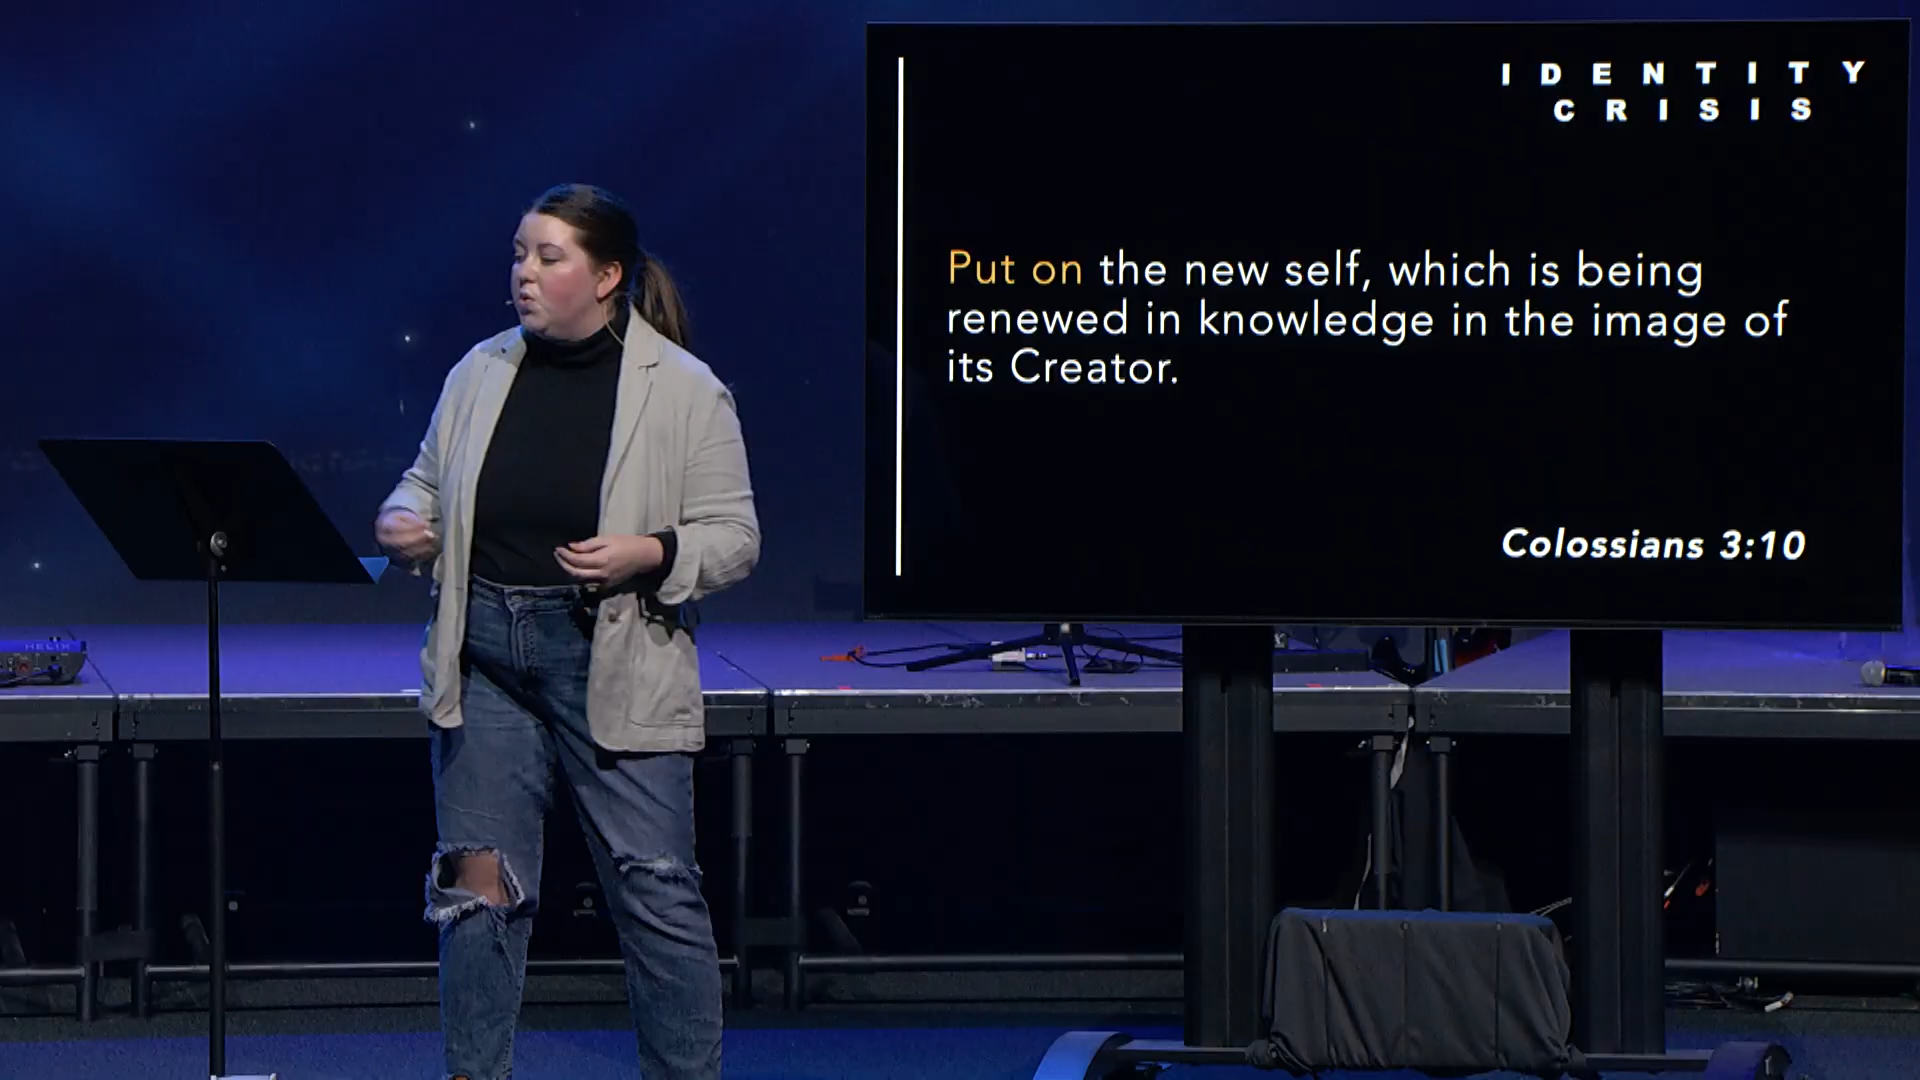 IDENTITY
CRISIS
Put on the new self, which is being
renewed in knowledge in the image of
its Creator.
Colossians 3:10
HELIX